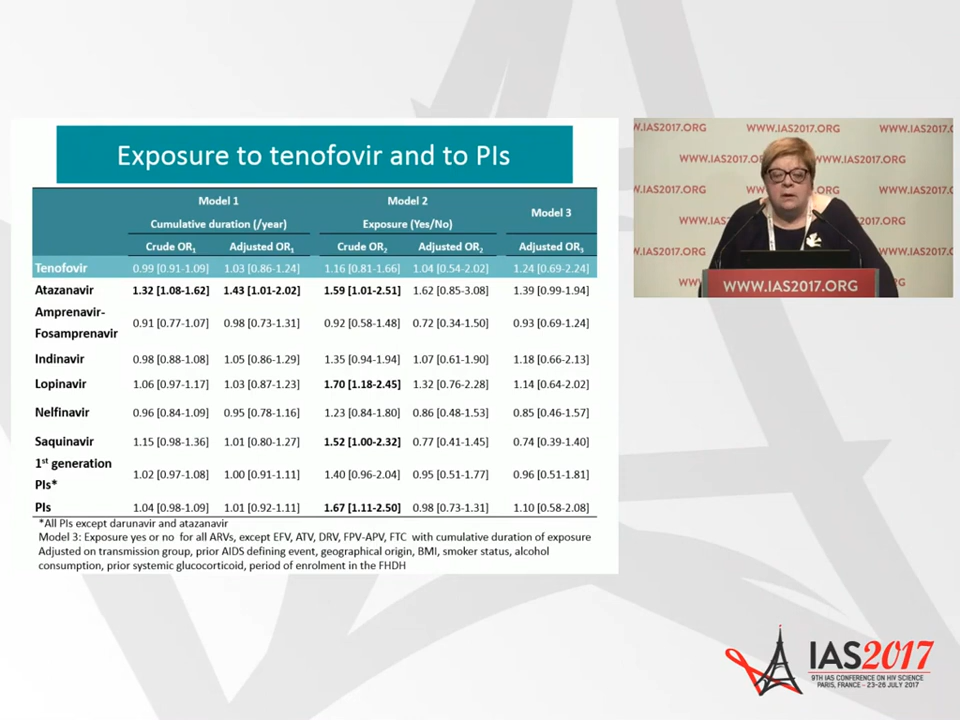 Exposure to tenofovir and to PIs
Model 1 Model 2 Model 3
Cumulative duration (/year) Exposure (Yes/No)
Crude OR1 Adjusted OR1 Crude OR2 Adjusted OR2 Adjusted OR3
Tenofovir 0.99 [0.91-1.09] 1.03 [0.86-1.24] 1.16 [0.81-1.66] 1.04 [0.54-2.02] 1.24 [0.69-2.24]
Atazanavir 1.32 [1.08-1.62] 1.43 [1.01-2.02] 1.59 [1.01-2.51] 1.62 [0.85-3.08] 1.39 [0.99-1.94]
Amprenavir-
Fosamprenavir 0.91 [0.77-1.07] 0.98 [0.73-1.31] 0.92 [0.58-1.48] 0.72 [0.34-1.50] 0.93 [0.69-1.24]
Indinavir 0.98 [0.88-1.08] 1.05 [0.86-1.29] 1.35 [0.94-1.94] 1.07 [0.61-1.90] 1.18 [0.66-2.13]
Lopinavir 1.06 [0.97-1.17] 1.03 [0.87-1.23] 1.70 [1.18-2.45] 1.32 [0.76-2.28] 1.14 [0.64-2.02]
Nelfinavir 0.96 [0.84-1.09] 0.95 [0.78-1.16] 1.23 [0.84-1.80] 0.86 [0.48-1.53] 0.85 [0.46-1.57]
Saquinavir 1.15 [0.98-1.36] 1.01 [0.80-1.27] 1.52 [1.00-2.32] 0.77 [0.41-1.45] 0.74 [0.39-1.40]
1st generation
PIs* 1.02 [0.97-1.08] 1.00 [0.91-1.11] 1.40 [0.96-2.04] 0.95 [0.51-1.77] 0.96 [0.51-1.81]
PIs 1.04 [0.98-1.09] 1.01 [0.92-1.11] 1.67 [1.11-2.50] 0.98 [0.73-1.31] 1.10 [0.58-2.08]
*All PIs except darunavir and atazanavir
Model 3: Exposure yes or no for all ARVs, except EFV, ATV, DRV, FPV-APV, FTC with cumulative duration of exposure
Adjusted on transmission group, prior AIDS defining event, geographical origin, BMI, smoker status, alcohol
consumption, prior systemic glucocorticoid, period of enrolment in the FHDH
W.IAS2017.ORG WWW.IAS2017.ORG WWW.IAS2017.ORG
WWW.IAS2017.O WWW.IAS2017.ORG
W.IAS2017.ORG WWW.IAS2017.ORG
WWW.IAS WWW.IAS2017.ORG
W.IAS2017.ORG WWW.IAS2017.ORG
WWW.IAS2017.ORG
IAS2017
9TH IAS CONFERENCE ON HIV SCIENCE
PARIS, FRANCE - 23-26 JULY 2017